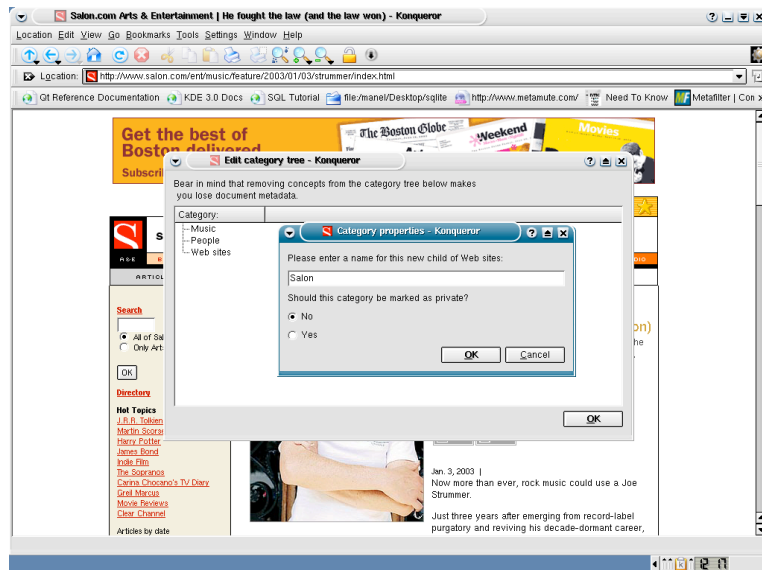 Salon.com Arts & Entertainment | He fought the law (and the law won) - Konqueror
Location Edit View Go Bookmarks Tools Settings Window Help
Location: http://www.salon.com/ent/music/feature/2003/01/03/strummer/index.html
Qt Reference Documentation KDE 3.0 Docs SQL Tutorial file:/manel/Desktop/sqlite http://www.metamute.com/ Need To Know Metafilter | Con
Get the best of
Boston delivered
Subscri
The Boston Globe
Weekend
Movies
Edit category tree - Konqueror
Bear in mind that removing concepts from the category tree below makes
you lose document metadata.
Category:
Music
People
Web sites
OK
Category properties - Konqueror
Please enter a name for this new child of Web sites:
Salon
Should this category be marked as private?
No
Yes
OK Cancel
S
A&E
ARTICL
DIO
Search
All of Sal
Only Art
OK
Directory
Hot Topics
J.R.R. Tolkien
Martin Scors
Harry Potter
James Bond
Indie Film
The Sopranos
Carina Chocano's TV Diary
Greil Marcus
Movie Reviews
Clear Channel
Articles by date
on)
he
Jan. 3, 2003 |
Now more than ever, rock music could use a Joe
Strummer.
Just three years after emerging from record-label
purgatory and reviving his decade-dormant career,
12 11